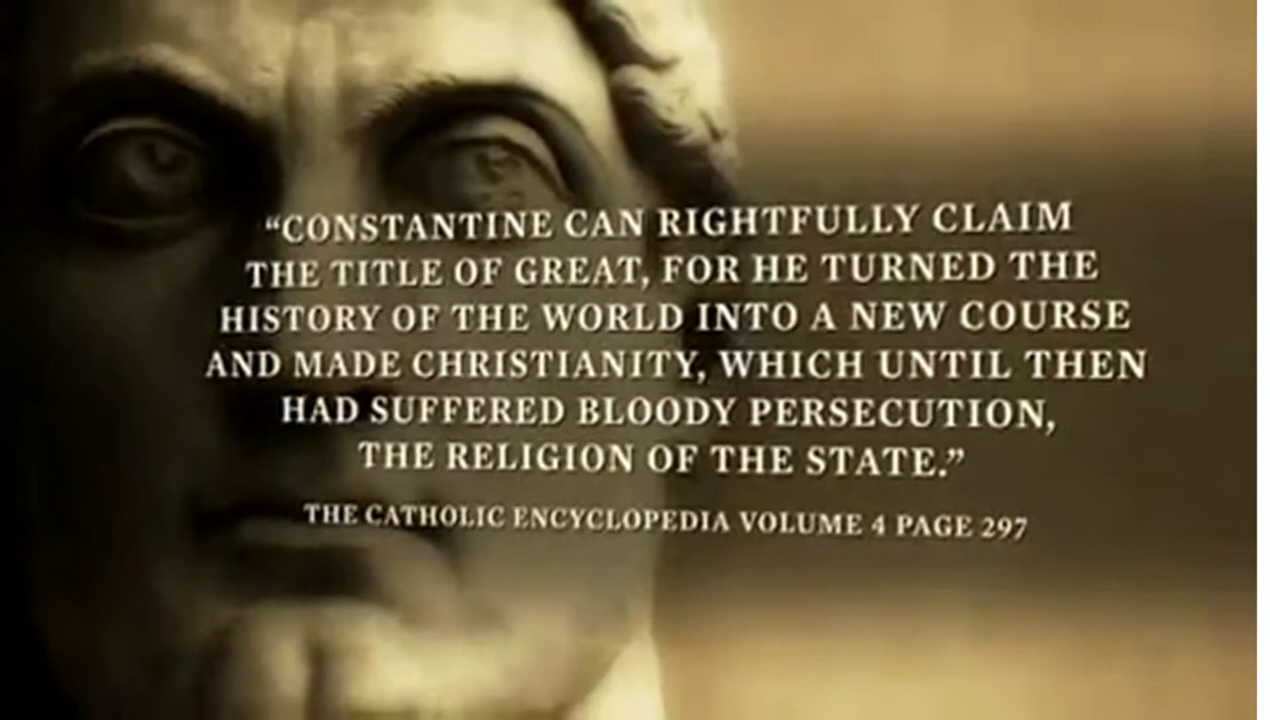 “CONSTANTINE CAN RIGHTFULLY CLAIM
THE TITLE OF GREAT, FOR HE TURNED THE
HISTORY OF THE WORLD INTO A NEW COURSE
AND MADE CHRISTIANITY, WHICH UNTIL THEN
HAD SUFFERED BLOODY PERSECUTION,
THE RELIGION OF THE STATE.”
THE CATHOLIC ENCYCLOPEDIA VOLUME 4 PAGE 297